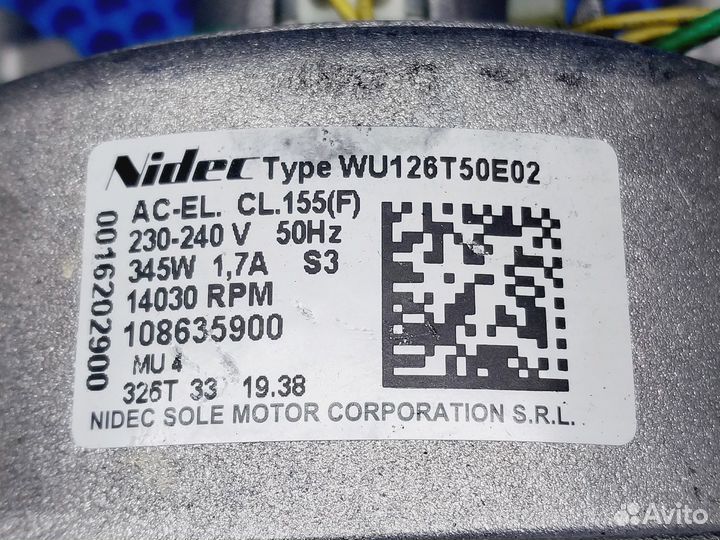 Nidec Type WU126T50E02
AC-EL. CL.155(F)
230-240 V 50Hz
345W 1,7A S3
14030 RPM
108635900
MU 4
326T 33 19.38
NIDEC SOLE MOTOR CORPORATION S.R.L.
0016202900
Avito